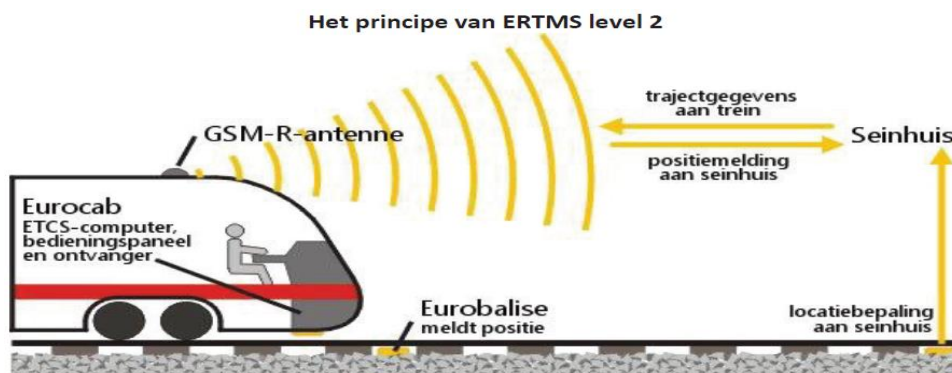 Het principe van ERTMS level 2
GSM-R-antenne
trajectgegevens
aan trein
Seinhuis
positiemelding
aan seinhuis
Eurocab
ETCS-computer,
bedieningspaneel
en ontvanger
Eurobalise
meldt positie
locatiebepaling
aan seinhuis